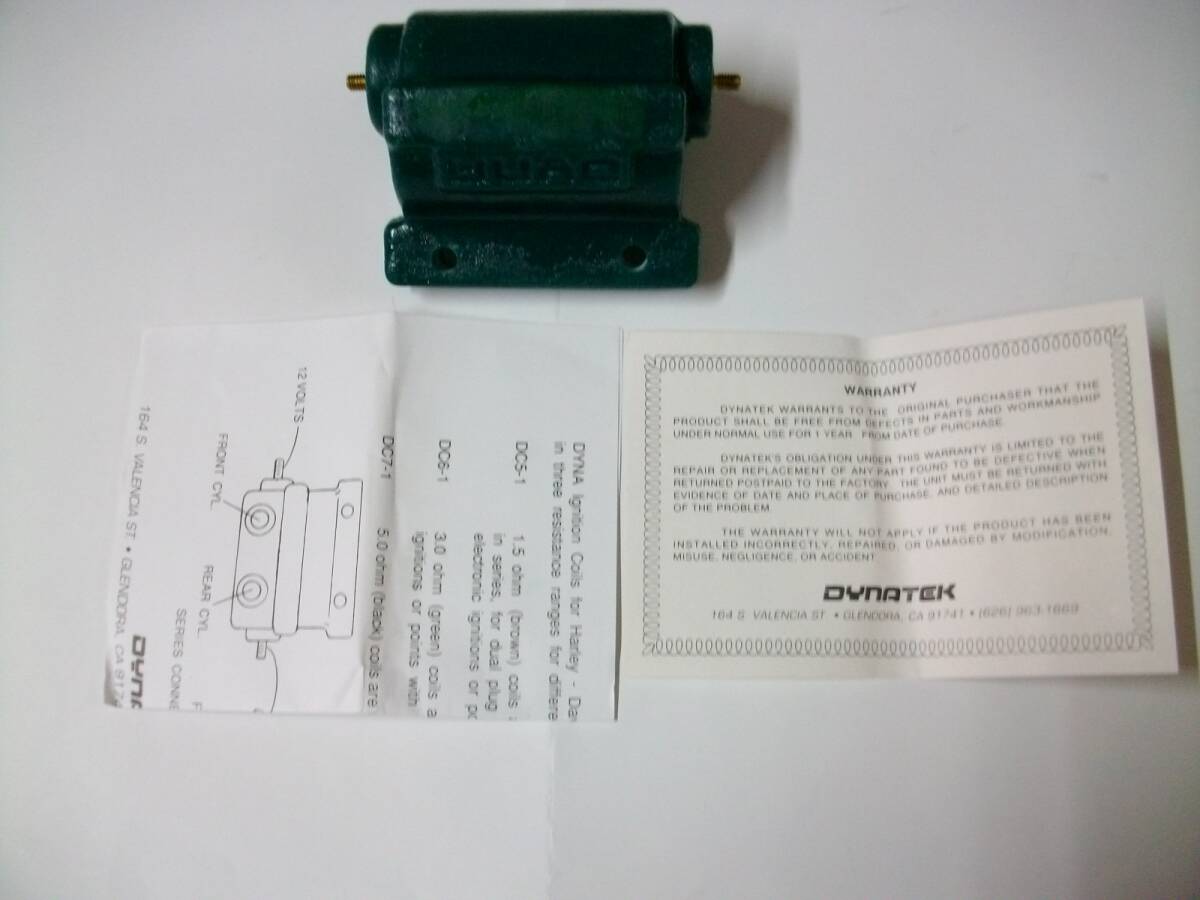 DYNA
DYNA Ignition Coils for Harley - Dav
in three resistance ranges for differe
DC5-1 1.5 ohm (brown) coils
in series, for dual plug
electronic ignitions or po
DC6-1 3.0 ohm (green) coils a
ignitions or points with
DC7-1 5.0 ohm (black) coils are
12 VOLTS
FRONT CYL.
REAR CYL.
SERIES CONNE
DYNA
164 S. VALENCIA ST. • GLENDORA, CA 9174
WARRANTY
DYNATEK WARRANTS TO THE ORIGINAL PURCHASER THAT THE
PRODUCT SHALL BE FREE FROM DEFECTS IN PARTS AND WORKMANSHIP
UNDER NORMAL USE FOR 1 YEAR FROM DATE OF PURCHASE.
DYNATEK'S OBLIGATION UNDER THIS WARRANTY IS LIMITED TO THE
REPAIR OR REPLACEMENT OF ANY PART FOUND TO BE DEFECTIVE WHEN
RETURNED POSTPAID TO THE FACTORY. THE UNIT MUST BE RETURNED WITH
EVIDENCE OF DATE AND PLACE OF PURCHASE, AND DETAILED DESCRIPTION
OF THE PROBLEM.
THE WARRANTY WILL NOT APPLY IF THE PRODUCT HAS BEEN
INSTALLED INCORRECTLY, REPAIRED, OR DAMAGED BY MODIFICATION,
MISUSE, NEGLIGENCE, OR ACCIDENT
DYNATEK
164 S. VALENCIA ST • GLENDORA, CA 91741 • (626) 963-1669